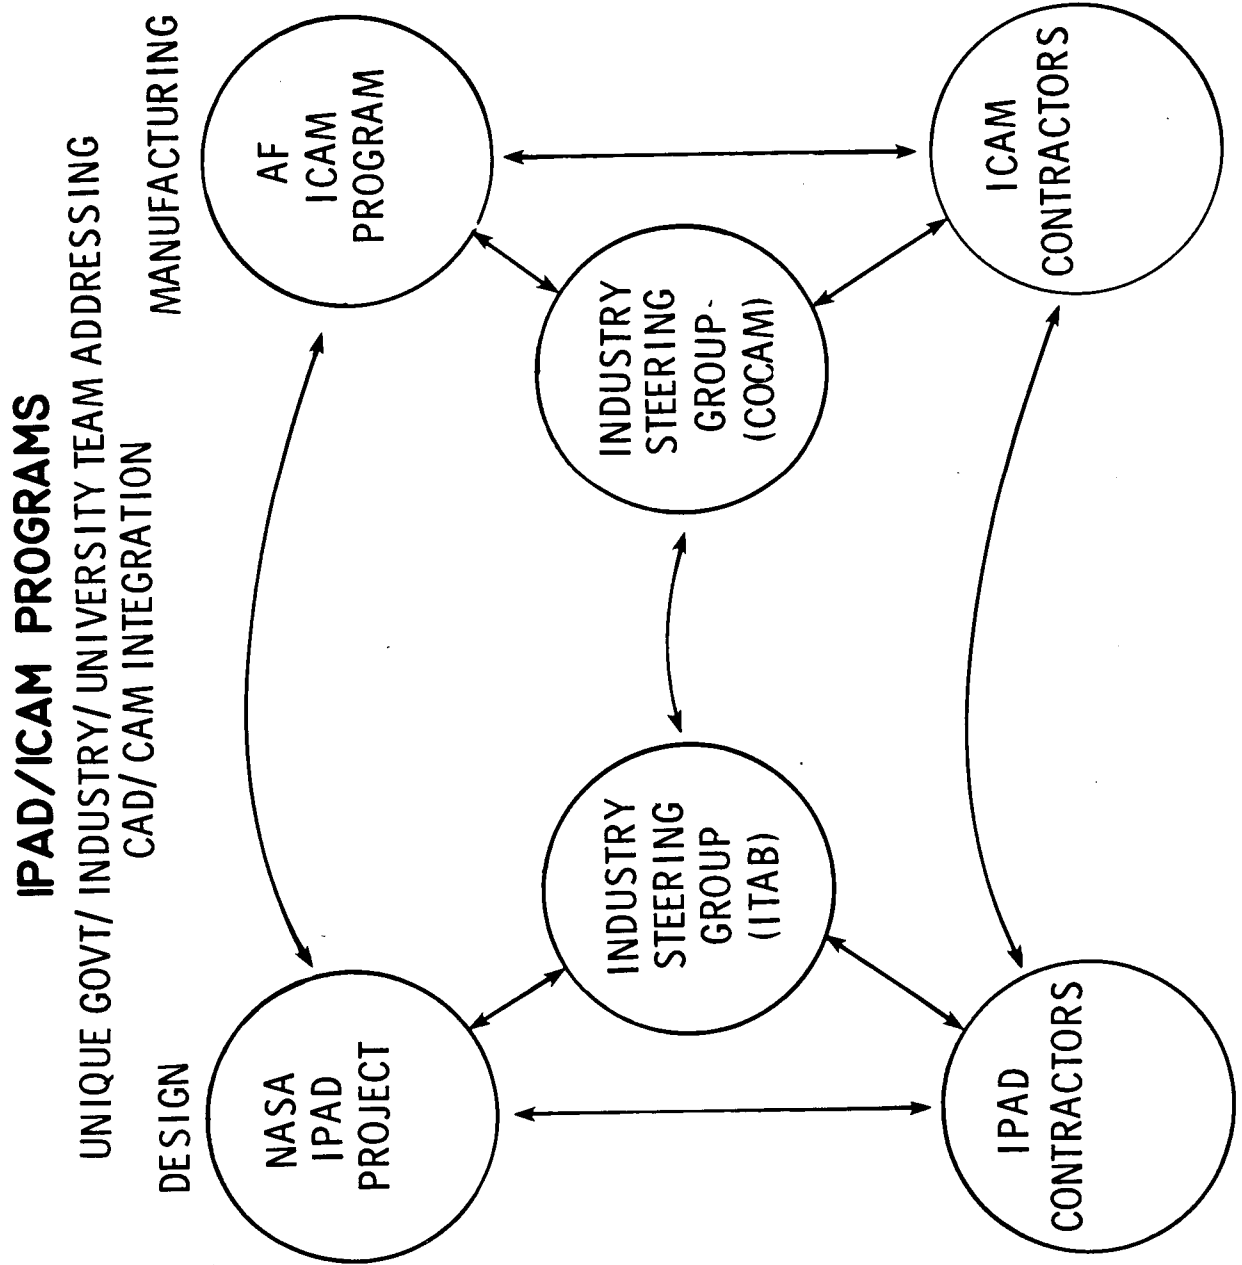 IPAD/ICAM PROGRAMS
UNIQUE GOVT/ INDUSTRY/ UNIVERSITY TEAM ADDRESSING
CAD/ CAM INTEGRATION
DESIGN
MANUFACTURING
NASA
IPAD
PROJECT
AF
ICAM
PROGRAM
INDUSTRY
STEERING
GROUP
(ITAB)
INDUSTRY
STEERING
GROUP-
(COCAM)
IPAD
CONTRACTORS
ICAM
CONTRACTORS